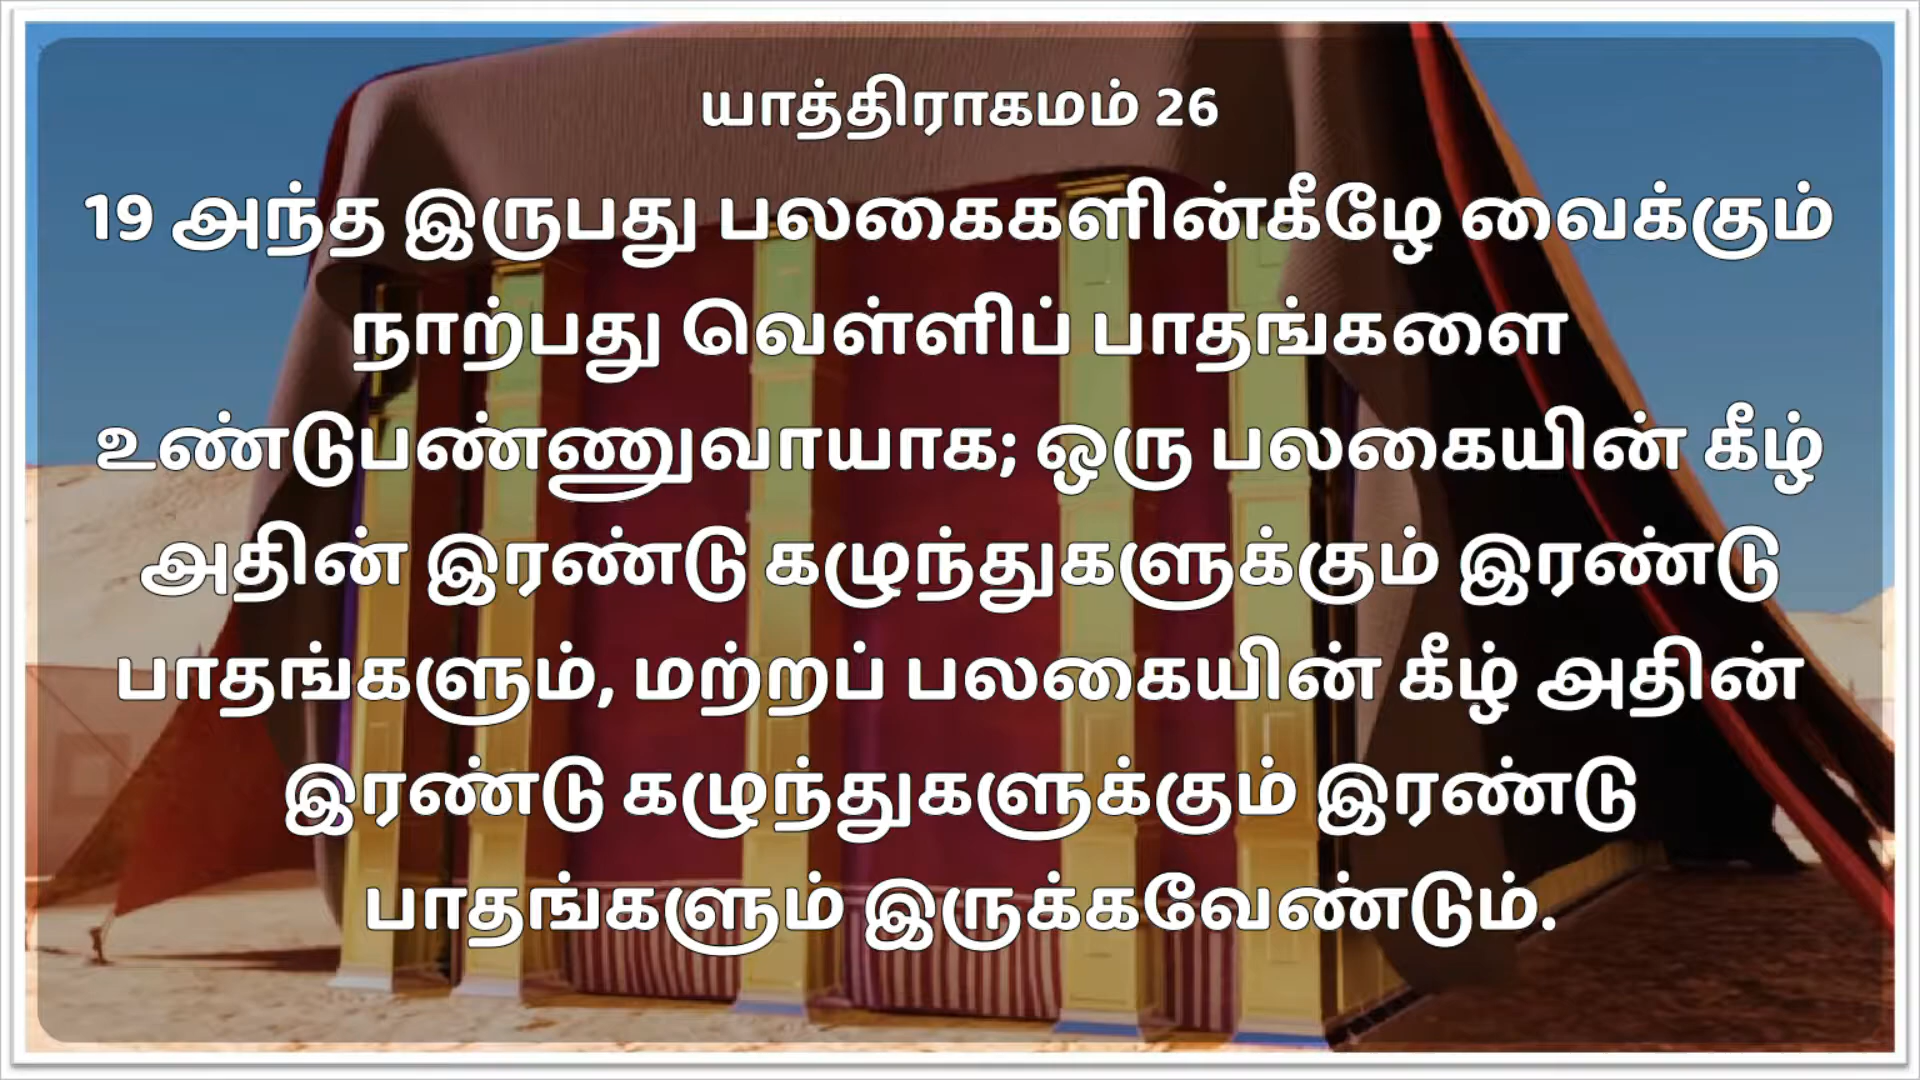 யாத்திராகமம் 26
19 அந்த இருபது பலகைகளின்கீழே வைக்கும்
நாற்பது வெள்ளிப் பாதங்களை
உண்டுபண்ணுவாயாக; ஒரு பலகையின் கீழ்
அதின் இரண்டு கழுந்துகளுக்கும் இரண்டு
பாதங்களும், மற்றப் பலகையின் கீழ் அதின்
இரண்டு கழுந்துகளுக்கும் இரண்டு
பாதங்களும் இருக்கவேண்டும்.